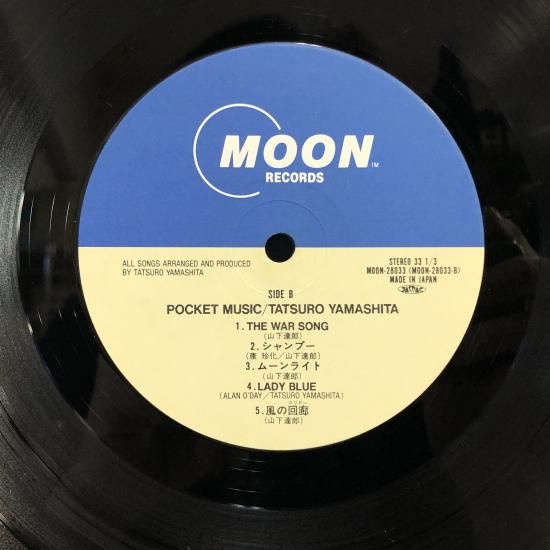 MOON™
RECORDS
ALL SONGS ARRANGED AND PRODUCED
BY TATSURO YAMASHITA
STEREO 33 1/3
MOON-28033 (MOON-28033-B)
MADE IN JAPAN
SIDE B
POCKET MUSIC/TATSURO YAMASHITA
1. THE WAR SONG
(山下達郎)
2. シャンプー
(康 珍化/山下達郎)
3. ムーンライト
(山下達郎)
4. LADY BLUE
(ALAN O'DAY/TATSURO YAMASHITA)
コリドー
5. 風の回廊
(山下達郎)